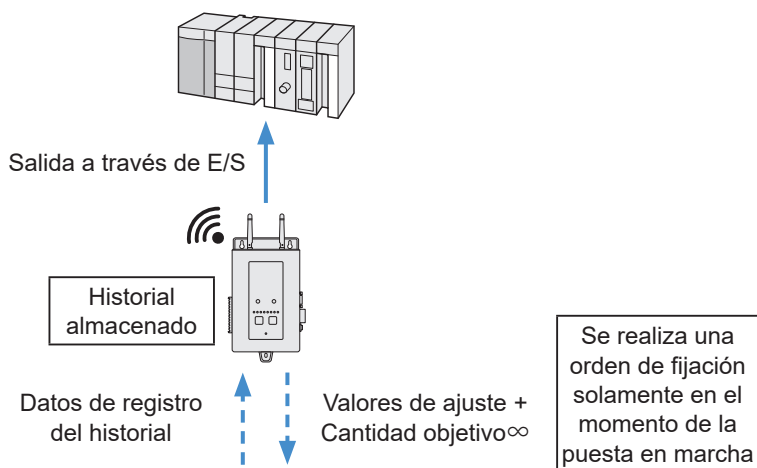 Salida a través de E/S
Historial
almacenado
Datos de registro
del historial
Valores de ajuste +
Cantidad objetivo∞
Se realiza una
orden de fijación
solamente en el
momento de la
puesta en marcha